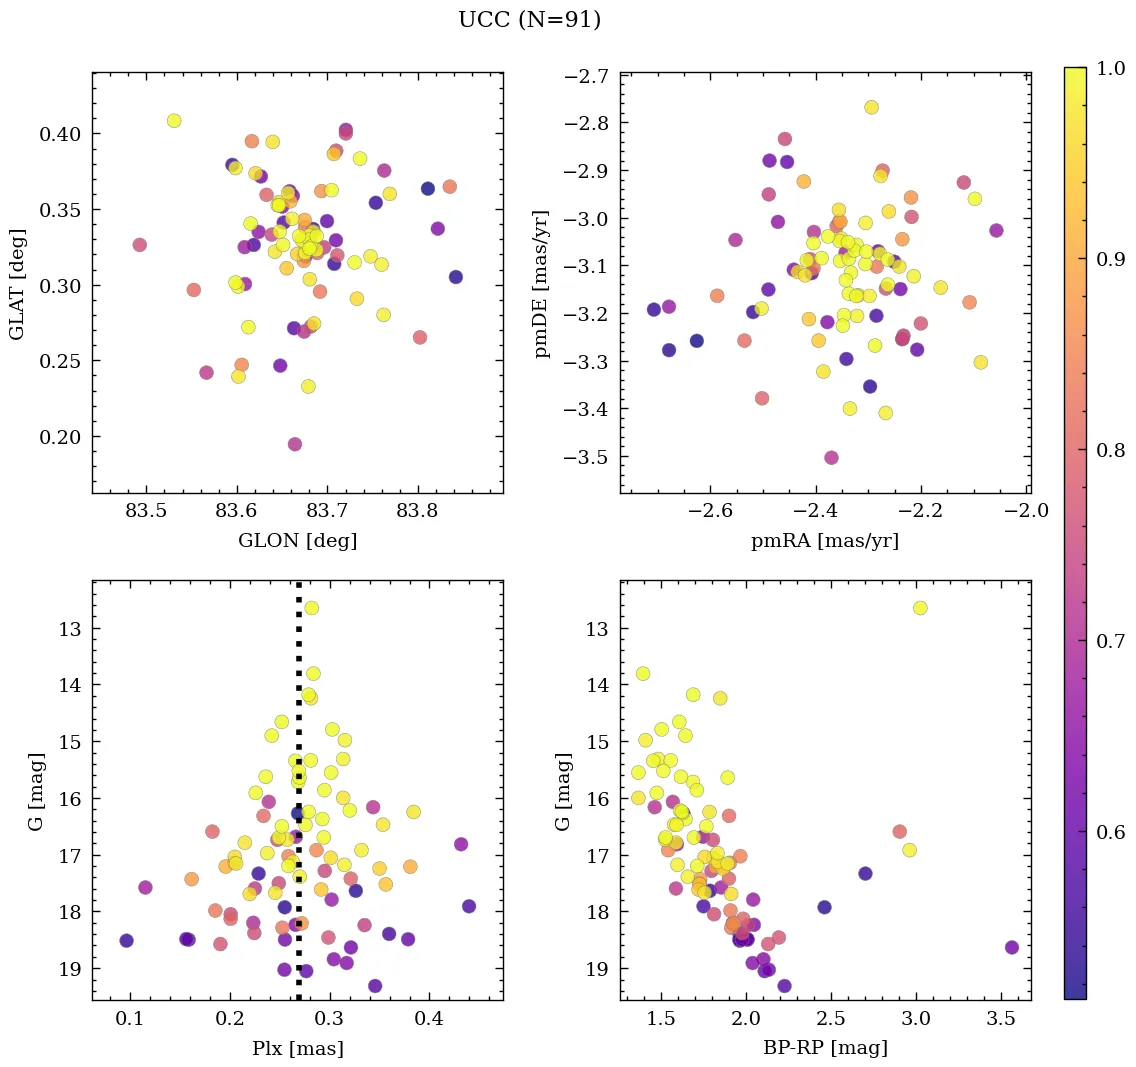 UCC (N=91)
0.40
0.35
0.30
0.25
0.20
GLAT [deg]
83.5 83.6 83.7 83.8
GLON [deg]
−2.7
−2.8
−2.9
−3.0
−3.1
−3.2
−3.3
−3.4
−3.5
pmDE [mas/yr]
−2.6 −2.4 −2.2 −2.0
pmRA [mas/yr]
1.0
0.9
0.8
0.7
0.6
13
14
15
16
17
18
19
G [mag]
0.1 0.2 0.3 0.4
Plx [mas]
13
14
15
16
17
18
19
G [mag]
1.5 2.0 2.5 3.0 3.5
BP-RP [mag]